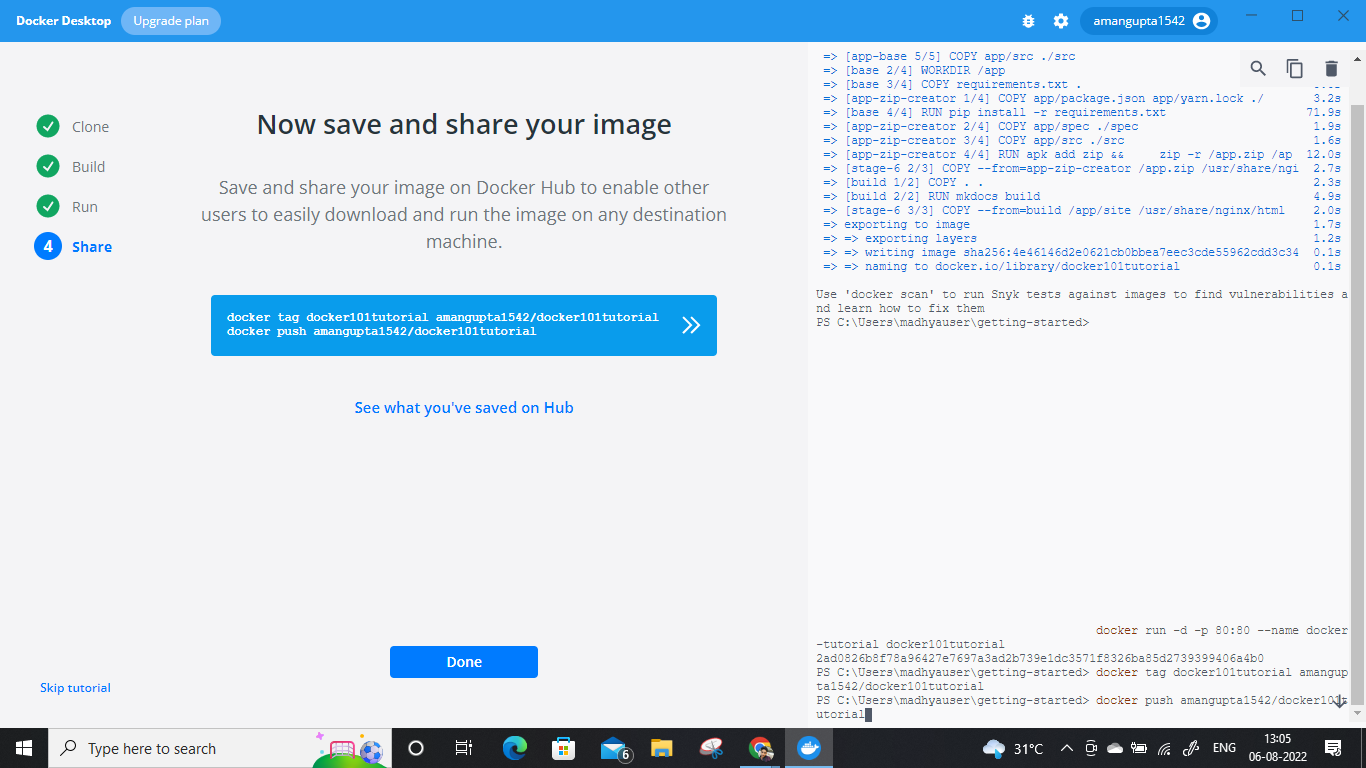 Docker Desktop
Upgrade plan
amangupta1542
Clone
Build
Run
4 Share
Now save and share your image
Save and share your image on Docker Hub to enable other
users to easily download and run the image on any destination
machine.
docker tag docker101tutorial amangupta1542/docker101tutorial
docker push amangupta1542/docker101tutorial
See what you've saved on Hub
Done
Skip tutorial
=> [app-base 5/5] COPY app/src ./src
=> [base 2/4] WORKDIR /app
=> [base 3/4] COPY requirements.txt .
=> [app-zip-creator 1/4] COPY app/package.json app/yarn.lock ./ 3.2s
=> [base 4/4] RUN pip install -r requirements.txt 71.9s
=> [app-zip-creator 2/4] COPY app/spec ./spec 1.9s
=> [app-zip-creator 3/4] COPY app/src ./src 1.6s
=> [app-zip-creator 4/4] RUN apk add zip && zip -r /app.zip /ap 12.0s
=> [stage-6 2/3] COPY --from=app-zip-creator /app.zip /usr/share/ngi 2.7s
=> [build 1/2] COPY . . 2.3s
=> [build 2/2] RUN mkdocs build 4.9s
=> [stage-6 3/3] COPY --from=build /app/site /usr/share/nginx/html 2.0s
=> exporting to image 1.7s
=> => exporting layers 1.2s
=> => writing image sha256:4e46146d2e0621cb0bbea7eec3cde55962cdd3c34 0.1s
=> => naming to docker.io/library/docker101tutorial 0.1s
Use 'docker scan' to run Snyk tests against images to find vulnerabilities a
nd learn how to fix them
PS C:\Users\madhyauser\getting-started>
docker run -d -p 80:80 --name docker
-tutorial docker101tutorial
2ad0826b8f78a96427e7697a3ad2b739e1dc3571f8326ba85d2739399406a4b0
PS C:\Users\madhyauser\getting-started> docker tag docker101tutorial amangup
ta1542/docker101tutorial
PS C:\Users\madhyauser\getting-started> docker push amangupta1542/docker101t
utorial
Type here to search
6
31°C
ENG
13:05
06-08-2022